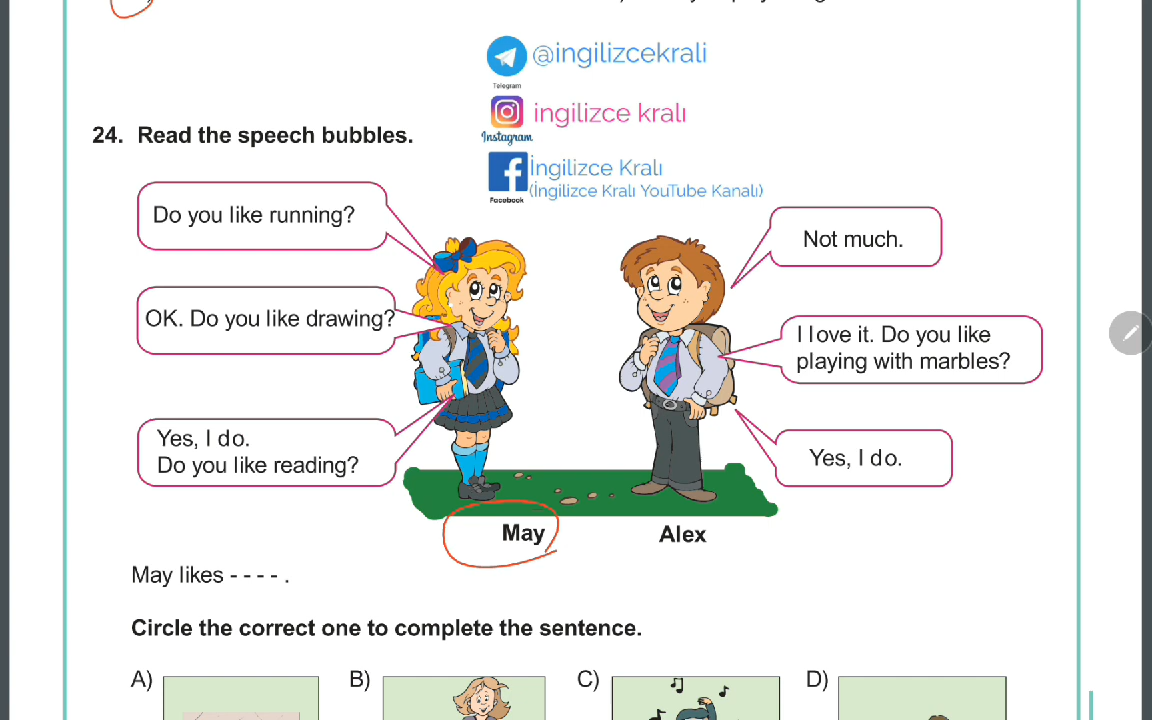 @ingilizcekrali
Telegram
ingilizce kralı
Instagram
24. Read the speech bubbles.
İngilizce Kralı
(İngilizce Kralı YouTube Kanalı)
Facebook
Do you like running?
Not much.
OK. Do you like drawing?
I love it. Do you like
playing with marbles?
Yes, I do.
Do you like reading?
Yes, I do.
May
Alex
May likes - - - - .
Circle the correct one to complete the sentence.
A)
B)
C)
D)